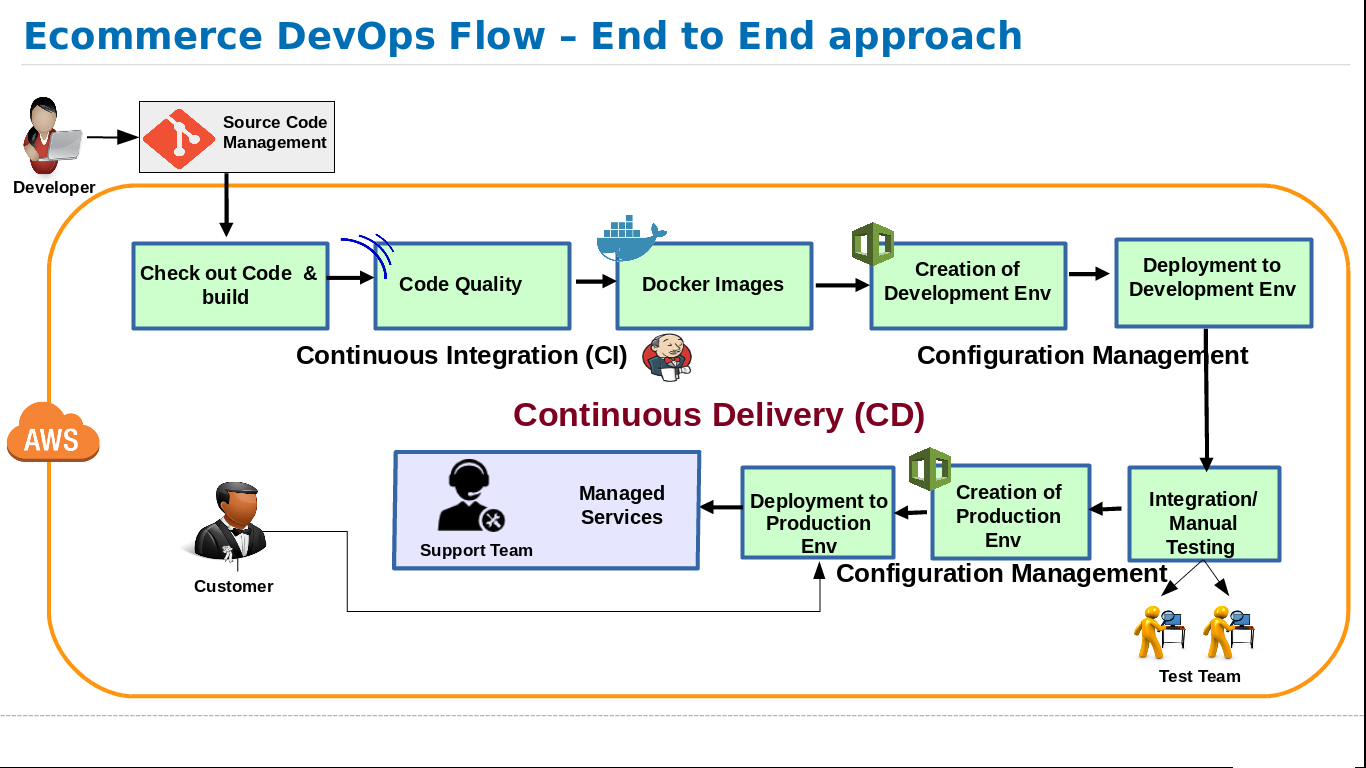 Ecommerce DevOps Flow – End to End approach
Source Code
Management
Developer
Check out Code  &
build
Code Quality
Docker Images
Creation of
Development Env
Deployment to
Development Env
Continuous Integration (CI)
Configuration Management
Continuous Delivery (CD)
AWS
Support Team
Managed
Services
Deployment to
Production
Env
Creation of
Production
Env
Integration/
Manual
Testing
Configuration Management
Customer
Test Team